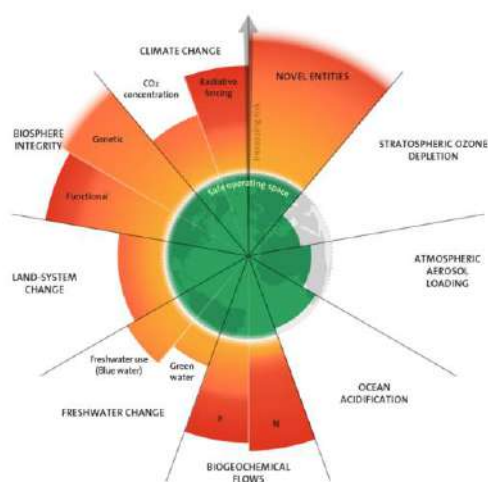 CLIMATE CHANGE
CO₂
concentration
Radiative
forcing
Increasing risk
NOVEL ENTITIES
STRATOSPHERIC OZONE
DEPLETION
BIOSPHERE
INTEGRITY
Genetic
Functional
Safe operating space
ATMOSPHERIC
AEROSOL
LOADING
LAND-SYSTEM
CHANGE
Freshwater use
(Blue water)
Green
water
OCEAN
ACIDIFICATION
FRESHWATER CHANGE
P
N
BIOGEOCHEMICAL
FLOWS